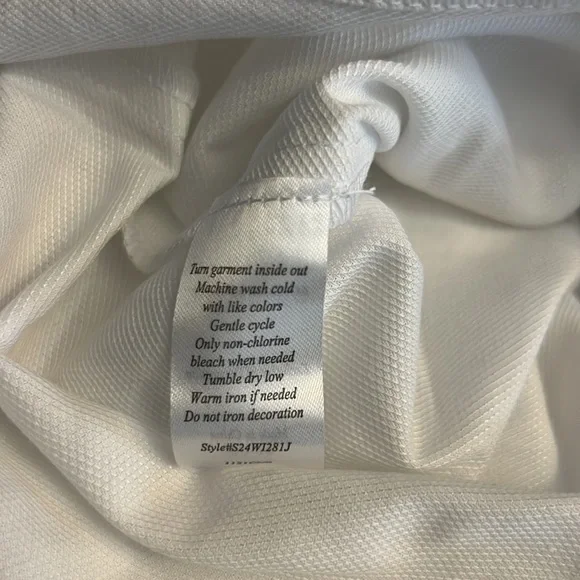 Turn garment inside out
Machine wash cold
with like colors
Gentle cycle
Only non-chlorine
bleach when needed
Tumble dry low
Warm iron if needed
Do not iron decoration
Style#S24WI281J